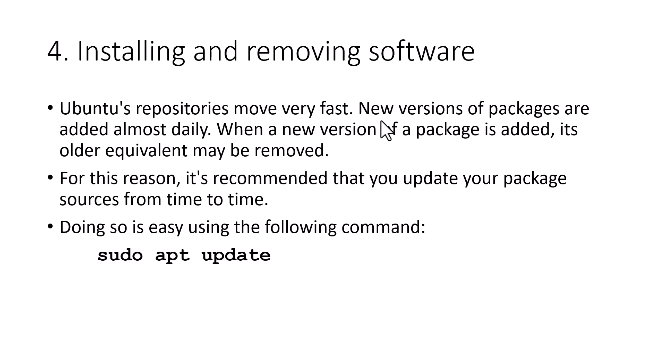 4. Installing and removing software
• Ubuntu's repositories move very fast. New versions of packages are
added almost daily. When a new version of a package is added, its
older equivalent may be removed.
• For this reason, it's recommended that you update your package
sources from time to time.
• Doing so is easy using the following command:
sudo apt update